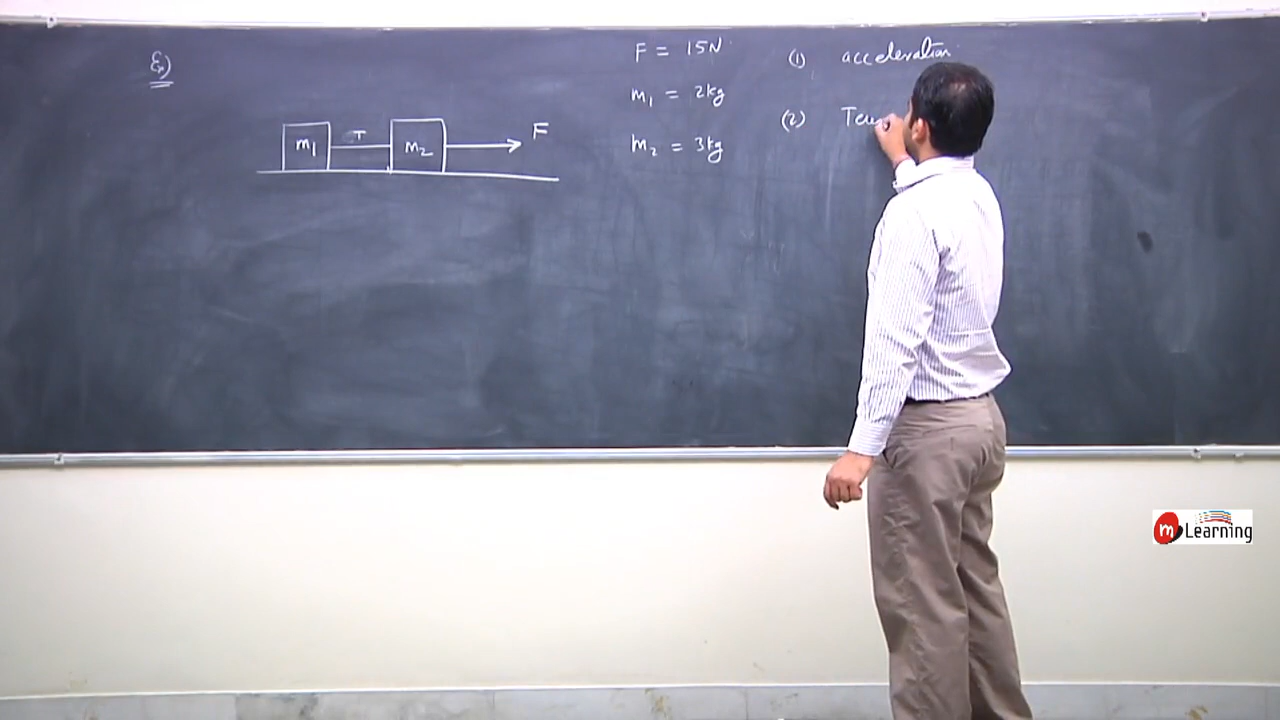 Ex)
F = 15N
(1) acceleration
m₁ = 2kg
(2) Ten
m₂ = 3kg
m₁ T m₂ F
m Learning